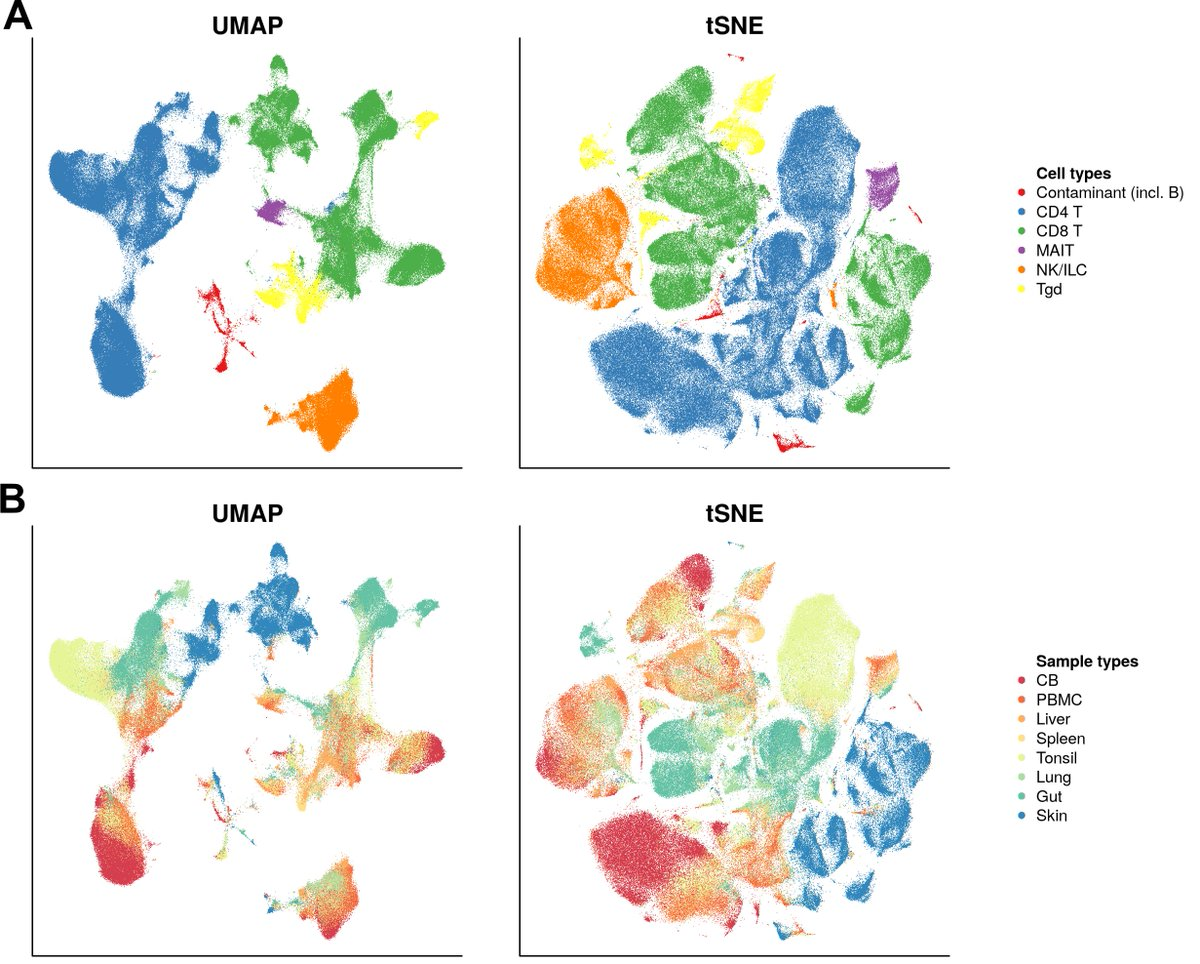 A
UMAP
tSNE
Cell types
Contaminant (incl. B)
CD4 T
CD8 T
MAIT
NK/ILC
Tgd
B
UMAP
tSNE
Sample types
CB
PBMC
Liver
Spleen
Tonsil
Lung
Gut
Skin